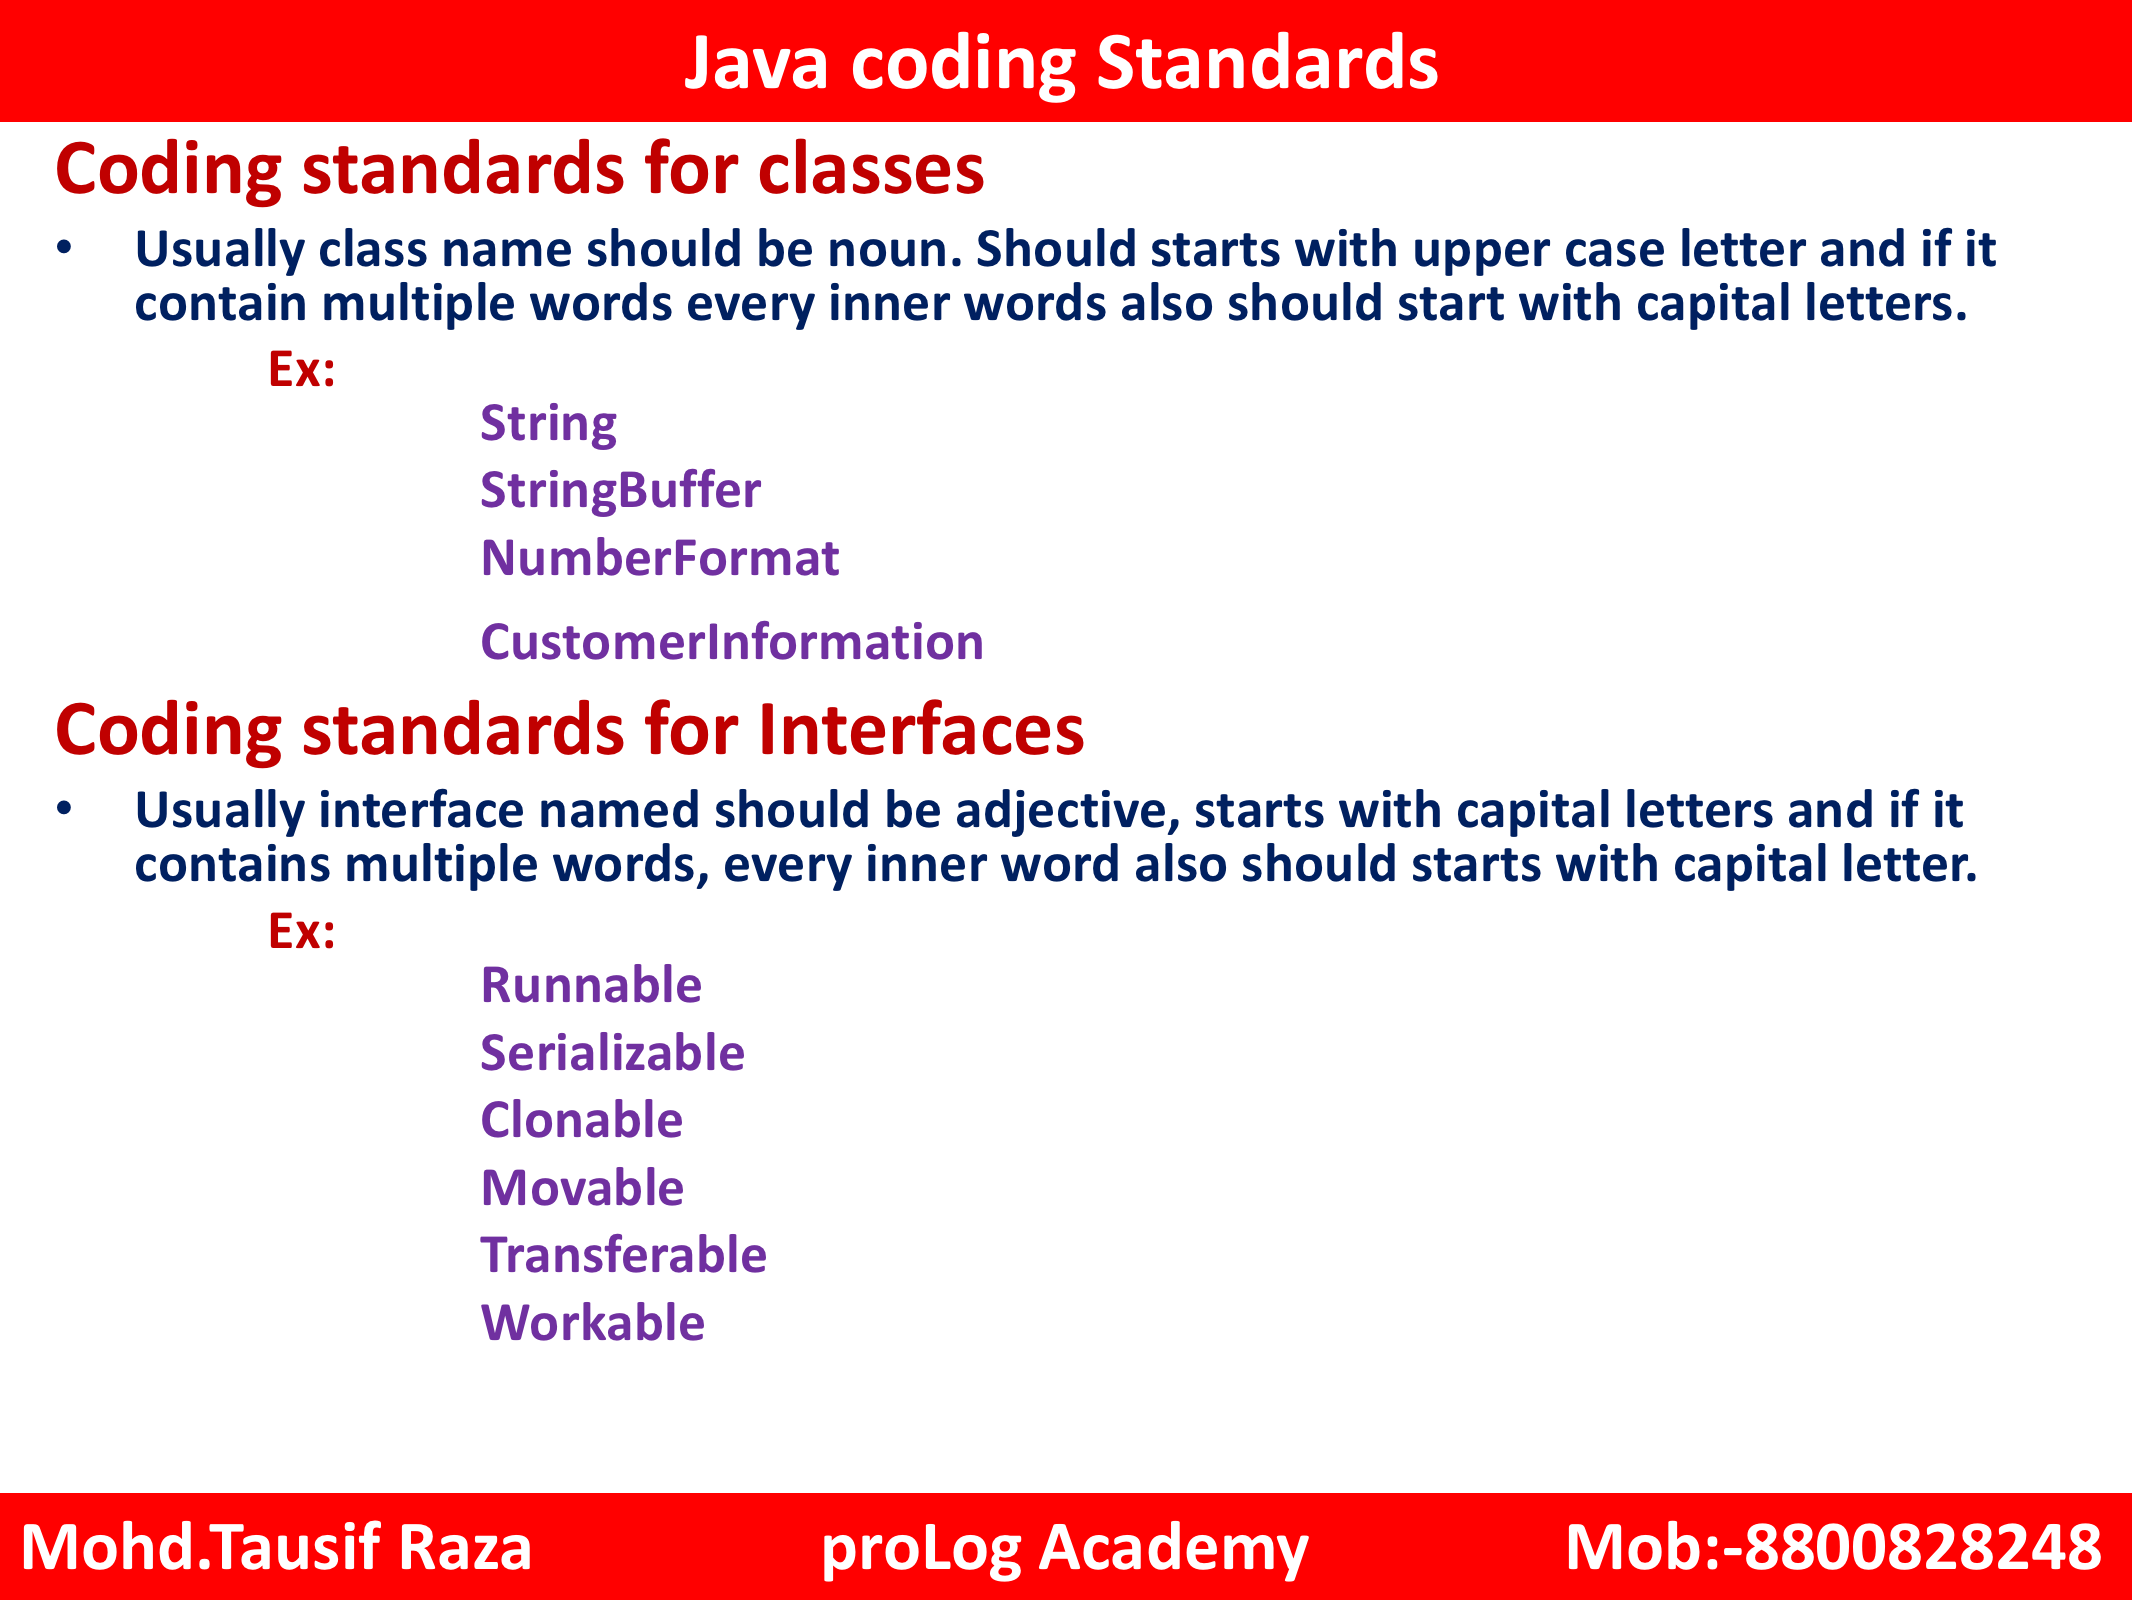 Java coding Standards
Coding standards for classes
• Usually class name should be noun. Should starts with upper case letter and if it
contain multiple words every inner words also should start with capital letters.
Ex:
String
StringBuffer
NumberFormat
CustomerInformation
Coding standards for Interfaces
• Usually interface named should be adjective, starts with capital letters and if it
contains multiple words, every inner word also should starts with capital letter.
Ex:
Runnable
Serializable
Clonable
Movable
Transferable
Workable
Mohd.Tausif Raza proLog Academy Mob:-8800828248